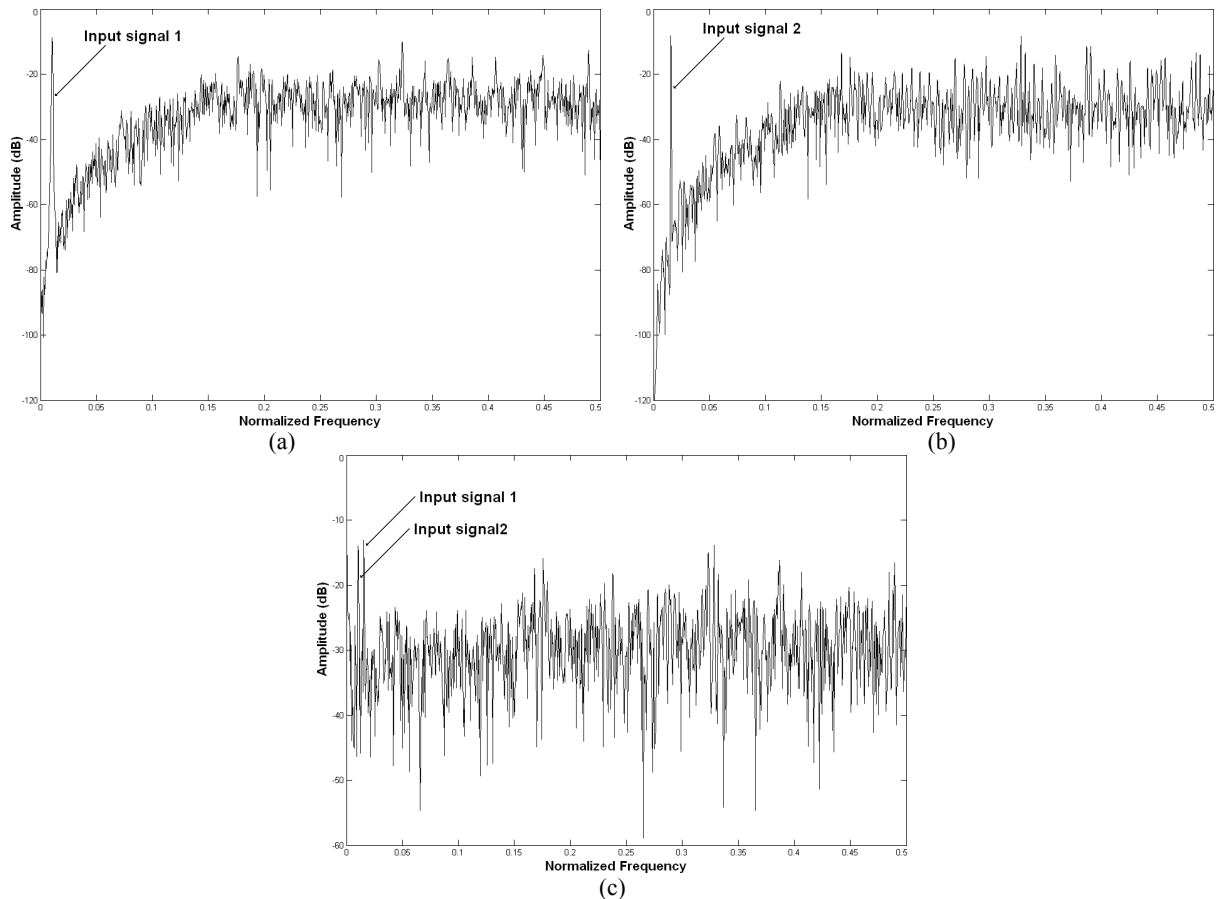 0
Input signal 1
-20
-40
-60
-80
-100
-120
Amplitude (dB)
0 0.05 0.1 0.15 0.2 0.25 0.3 0.35 0.4 0.45 0.5
Normalized Frequency
(a)
0
Input signal 2
-20
-40
-60
-80
-100
-120
Amplitude (dB)
0 0.05 0.1 0.15 0.2 0.25 0.3 0.35 0.4 0.45 0.5
Normalized Frequency
(b)
0
Input signal 1
-10
Input signal2
-20
-30
-40
-50
-60
Amplitude (dB)
0 0.05 0.1 0.15 0.2 0.25 0.3 0.35 0.4 0.45 0.5
Normalized Frequency
(c)